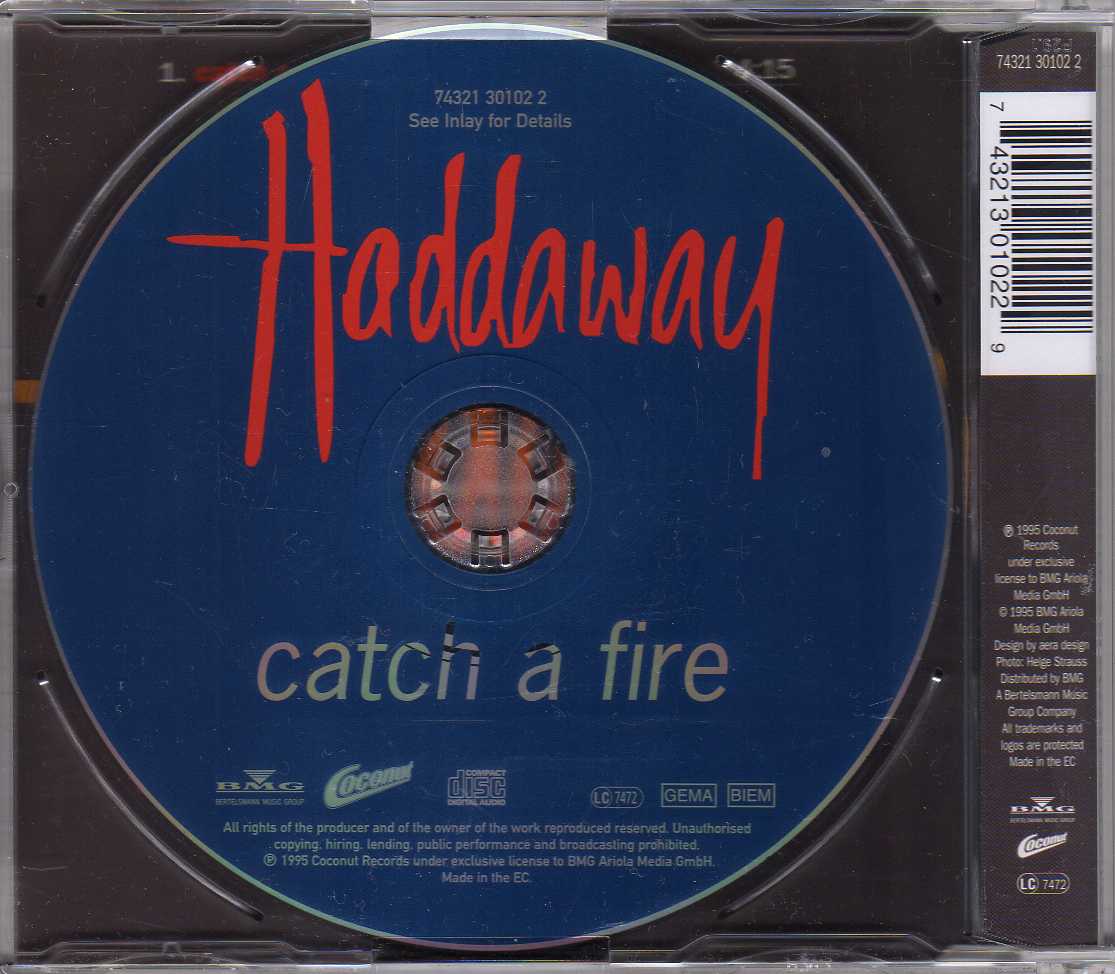 1.
4:15
74321 30102 2
See Inlay for Details
Haddaway
catch a fire
BMG
BERTELSMANN MUSIC GROUP
Coconut
COMPACT
disc
DIGITAL AUDIO
LC 7472
GEMA
BIEM
All rights of the producer and of the owner of the work reproduced reserved. Unauthorised
copying, hiring, lending, public performance and broadcasting prohibited.
℗ 1995 Coconut Records under exclusive license to BMG Ariola Media GmbH.
Made in the EC.
74321 30102 2
7 43213 01022 9
℗ 1995 Coconut
Records
under exclusive
license to BMG Ariola
Media GmbH
© 1995 BMG Ariola
Media GmbH
Design by aera design
Photo: Helge Strauss
Distributed by BMG
A Bertelsmann Music
Group Company
All trademarks and
logos are protected
Made in the EC
BMG
BERTELSMANN MUSIC GROUP
Coconut
LC 7472